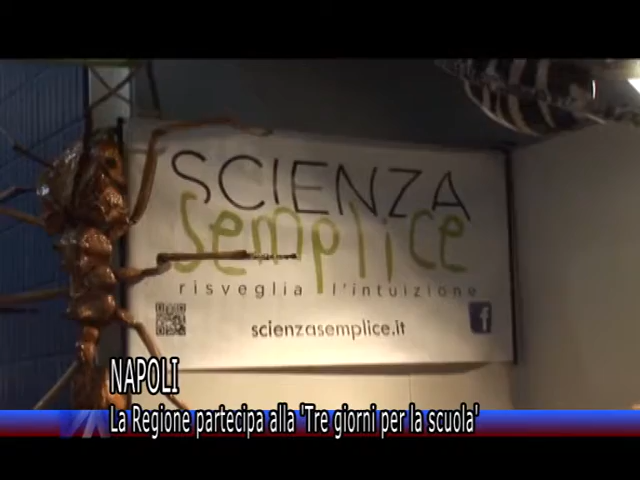 SCIENZA
semplice
risveglia l'intuizione
scienzasemplice.it
f
NAPOLI
La Regione partecipa alla 'Tre giorni per la scuola'